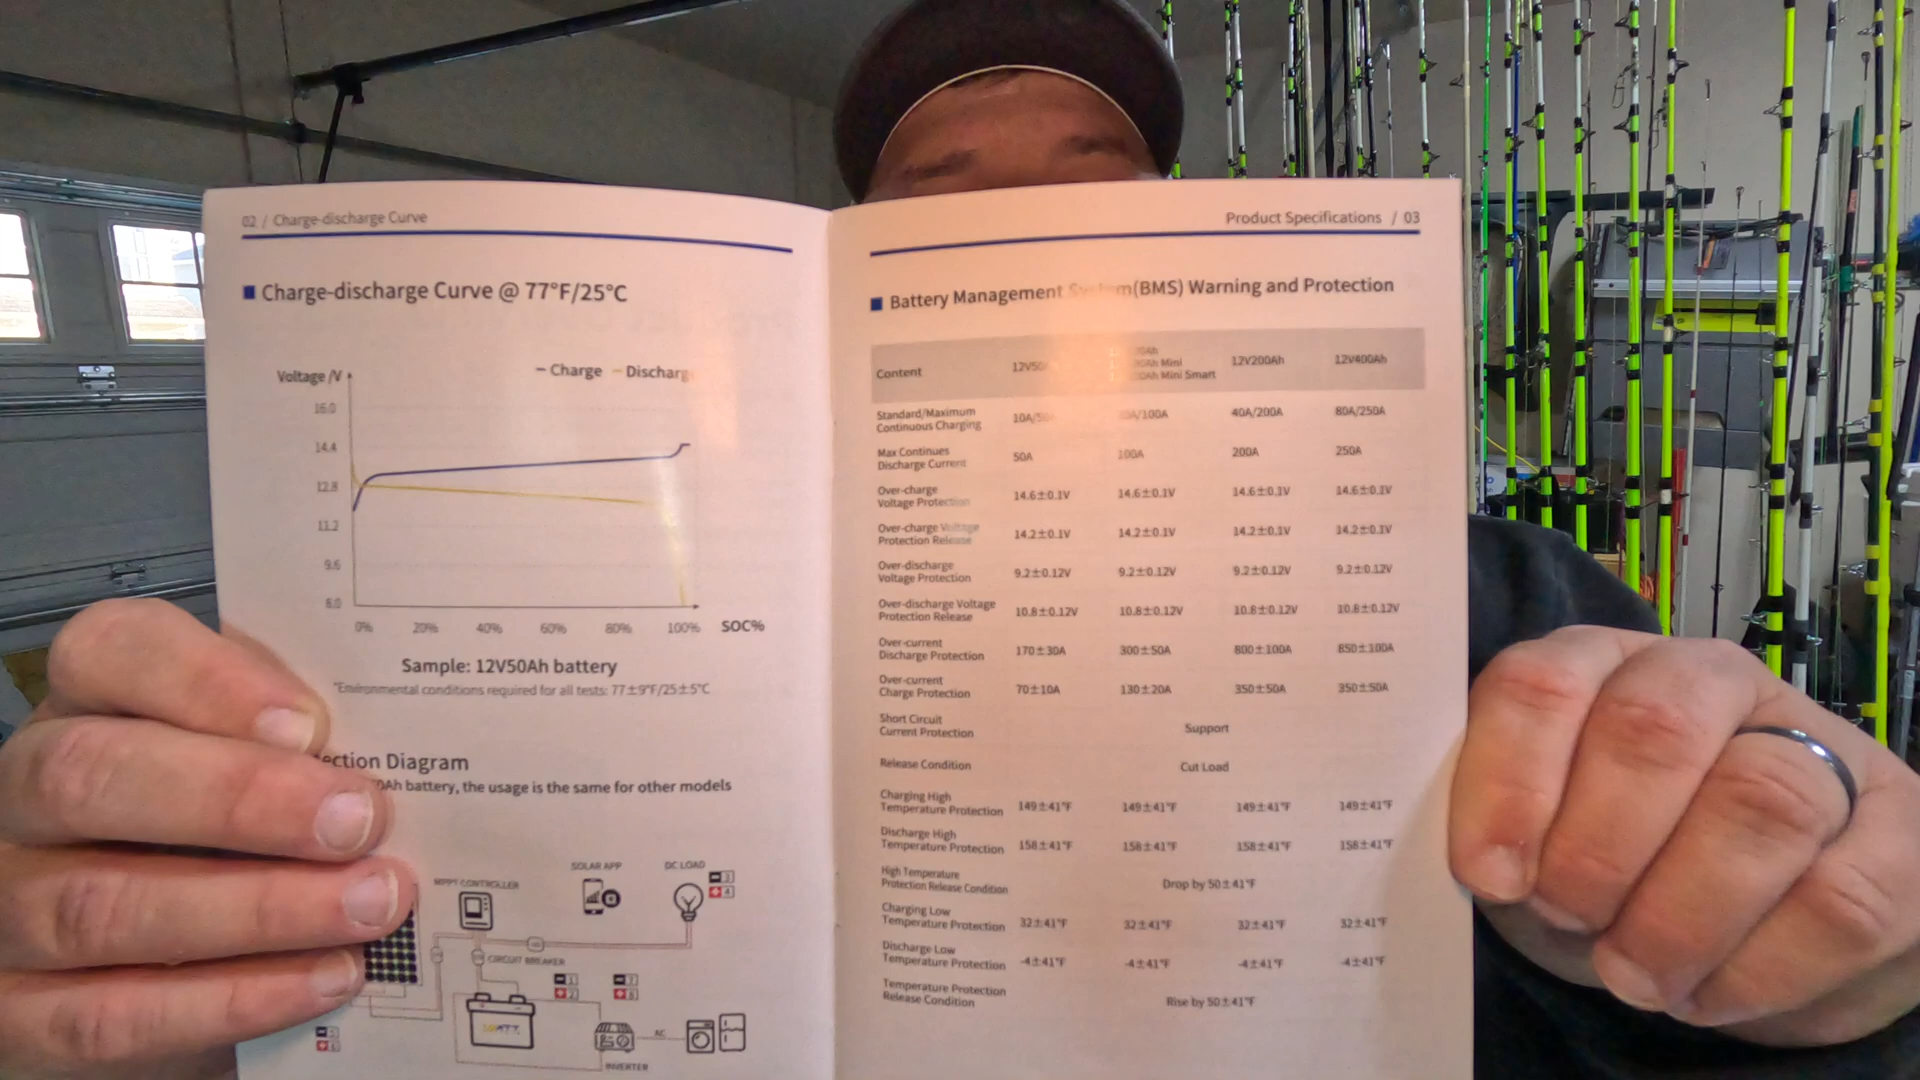 02 / Charge-discharge Curve
Charge-discharge Curve @ 77°F/25°C
Voltage /V
Charge
16.0
14.4
12.8
11.2
9.6
0% 20% 40% 60% 80% 100% SOC%
Sample: 12V50Ah battery
*Environmental conditions required for all tests: 77±9°F/25±5°C
Diagram
battery, the usage is the same for other models
SOLAR APP
DC LOAD
MPPT CONTROLLER
CIRCUIT BREAKER
AC
INVERTER
Product Specifications / 03
Battery Management (BMS) Warning and Protection
Content Mini Mini Smart 12V200Ah 12V400Ah
Standard/Maximum
Continuous Charging 40A/200A 80A/250A
Max Continues
Discharge Current 50A 100A 200A 250A
Over-charge
Voltage Protection 14.6±0.1V 14.6±0.1V 14.6±0.1V 14.6±0.1V
Over-charge Voltage
Protection Release 14.2±0.1V 14.2±0.1V 14.2±0.1V 14.2±0.1V
Over-discharge
Voltage Protection 9.2±0.12V 9.2±0.12V 9.2±0.12V 9.2±0.12V
Over-discharge Voltage
Protection Release 10.8±0.12V 10.8±0.12V 10.8±0.12V 10.8±0.12V
Over-current
Discharge Protection 170±30A 300±50A 800±100A 850±100A
Over-current
Charge Protection 70±10A 130±20A 350±50A 350±50A
Short Circuit
Current Protection Support
Release Condition Cut Load
Charging High
Temperature Protection 149±41°F 149±41°F 149±41°F 149±41°F
Discharge High
Temperature Protection 158±41°F 158±41°F 158±41°F 158±41°F
High Temperature
Protection Release Condition Drop by 50±41°F
Charging Low
Temperature Protection 32±41°F 32±41°F 32±41°F 32±41°F
Discharge Low
Temperature Protection -4±41°F -4±41°F -4±41°F -4±41°F
Temperature Protection
Release Condition Rise by 50±41°F